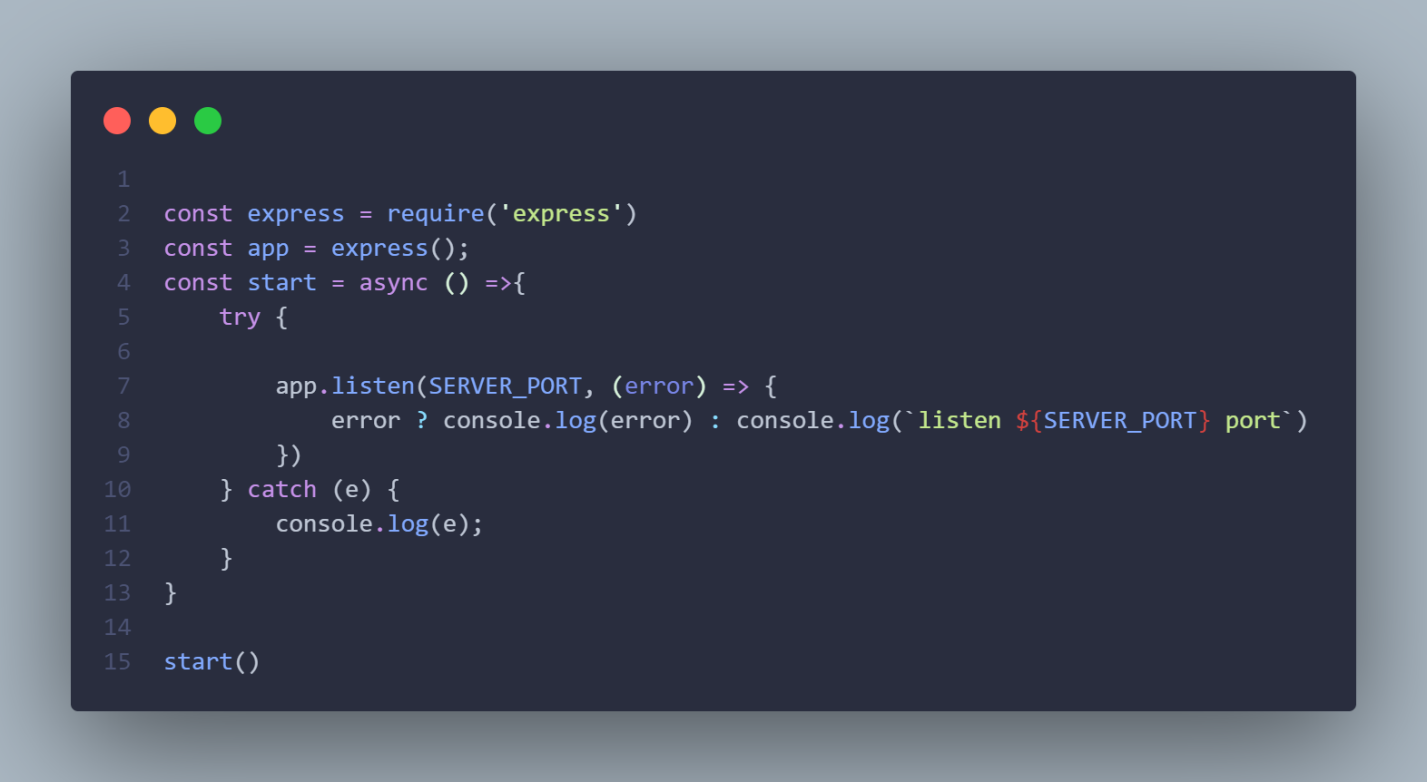 1
2 const express = require('express')
3 const app = express();
4 const start = async () =>{
5     try {
6
7         app.listen(SERVER_PORT, (error) => {
8             error ? console.log(error) : console.log(`listen ${SERVER_PORT} port`)
9         })
10     } catch (e) {
11         console.log(e);
12     }
13 }
14
15 start()